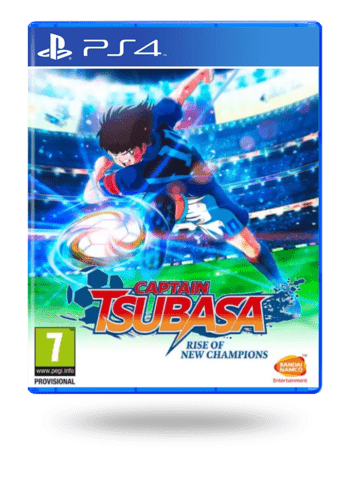 PS4
CAPTAIN
TSUBASA
RISE OF
NEW CHAMPIONS
7
www.pegi.info
PROVISIONAL
BANDAI
NAMCO
Entertainment